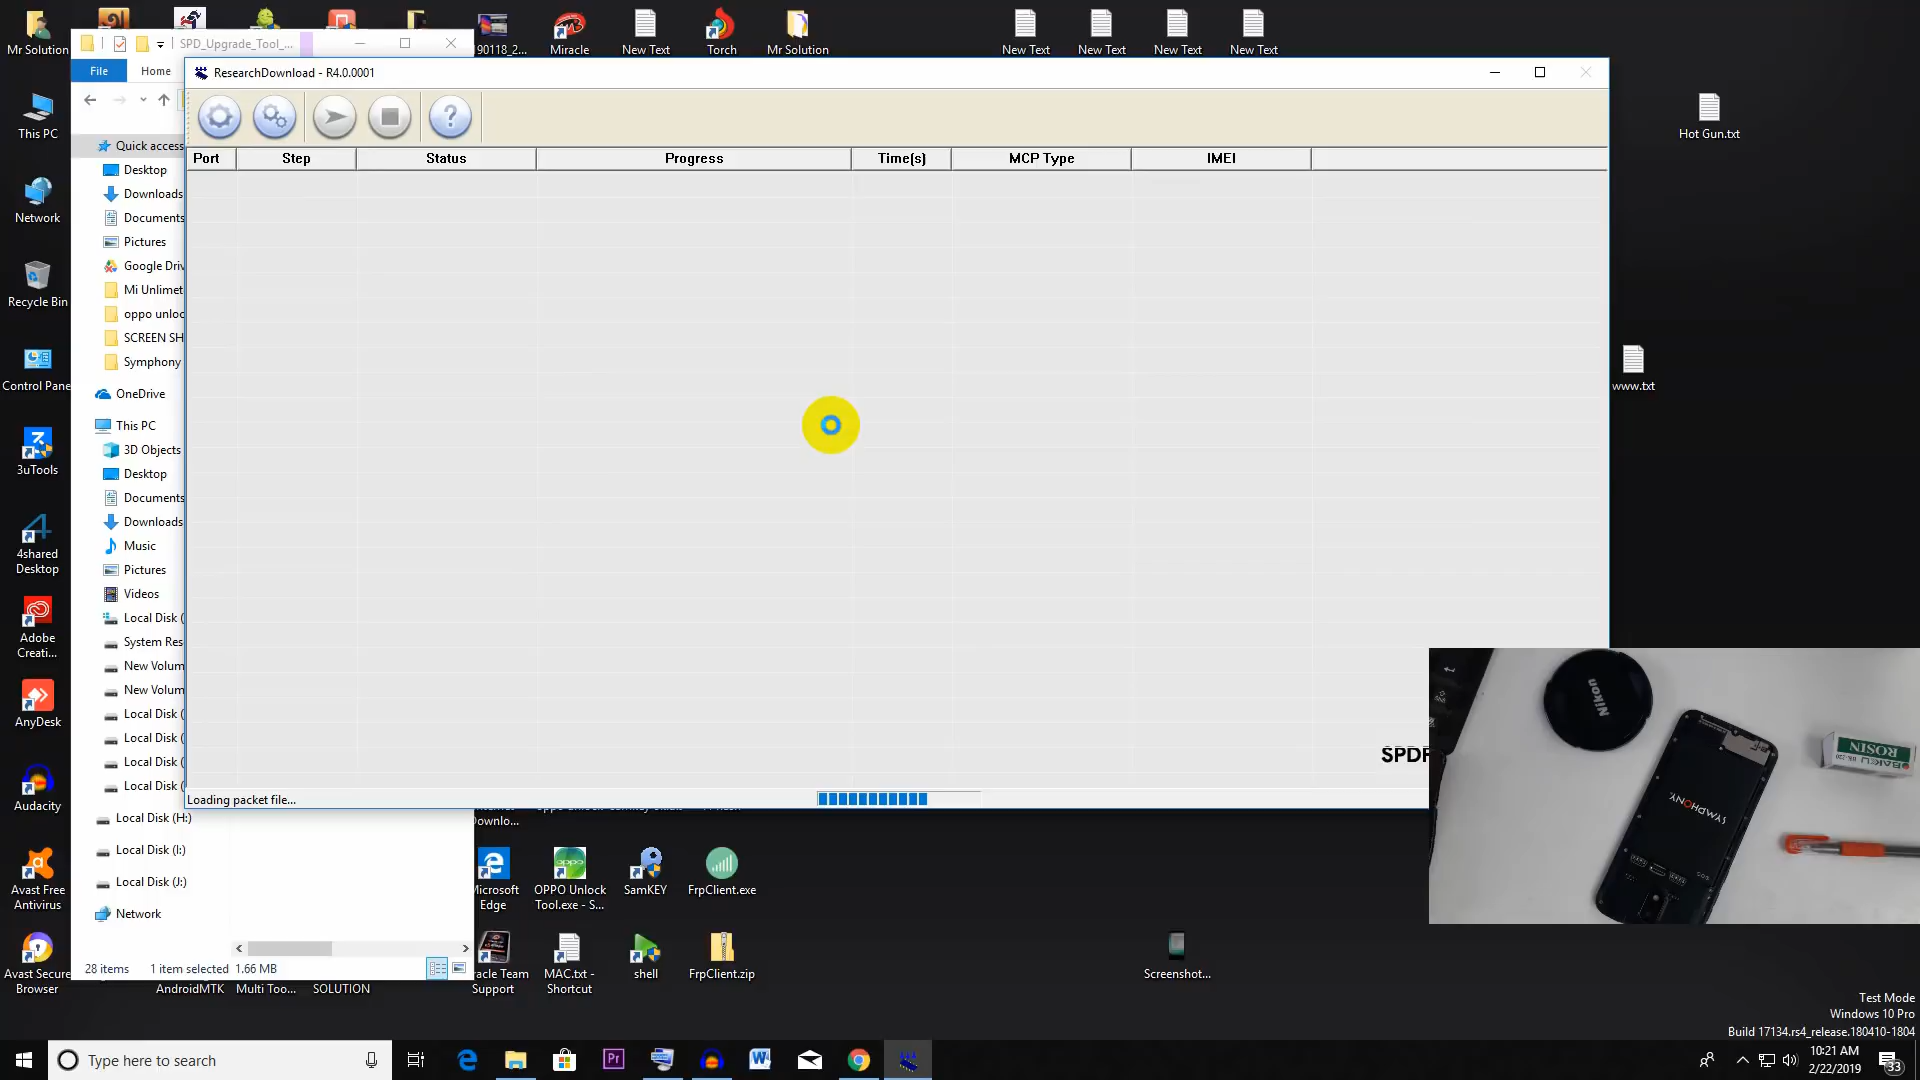 Mr Solution
190118_2...
Miracle
New Text
Torch
Mr Solution
New Text
New Text
New Text
New Text
SPD_Upgrade_Tool_...
File
Home
ResearchDownload - R4.0.0001
Port
Step
Status
Progress
Time(s)
MCP Type
IMEI
This PC
Network
Recycle Bin
Control Pane
3uTools
4shared
Desktop
Adobe
Creati...
AnyDesk
Audacity
Avast Free
Antivirus
Avast Secure
Browser
Quick access
Desktop
Downloads
Documents
Pictures
Google Driv
Mi Unlimet
oppo unloc
SCREEN SH
Symphony
OneDrive
This PC
3D Objects
Desktop
Documents
Downloads
Music
Pictures
Videos
Local Disk (
System Res
New Volum
New Volum
Local Disk (
Local Disk (
Local Disk (
Local Disk (
Local Disk (H:)
Local Disk (I:)
Local Disk (J:)
Network
28 items
1 item selected
1.66 MB
Hot Gun.txt
www.txt
Loading packet file...
Nikon
ROSIN
BAKU
SYMPHONY
Downlo...
Microsoft
Edge
OPPO Unlock
Tool.exe - S...
SamKEY
FrpClient.exe
racle Team
Support
MAC.txt -
Shortcut
shell
FrpClient.zip
Screenshot...
AndroidMTK
Multi Too...
SOLUTION
Test Mode
Windows 10 Pro
Build 17134.rs4_release.180410-1804
Type here to search
10:21 AM
2/22/2019
33